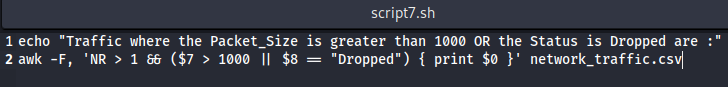 script7.sh
1 echo "Traffic where the Packet_Size is greater than 1000 OR the Status is Dropped are :"
2 awk -F, 'NR > 1 && ($7 > 1000 || $8 == "Dropped") { print $0 }' network_traffic.csv